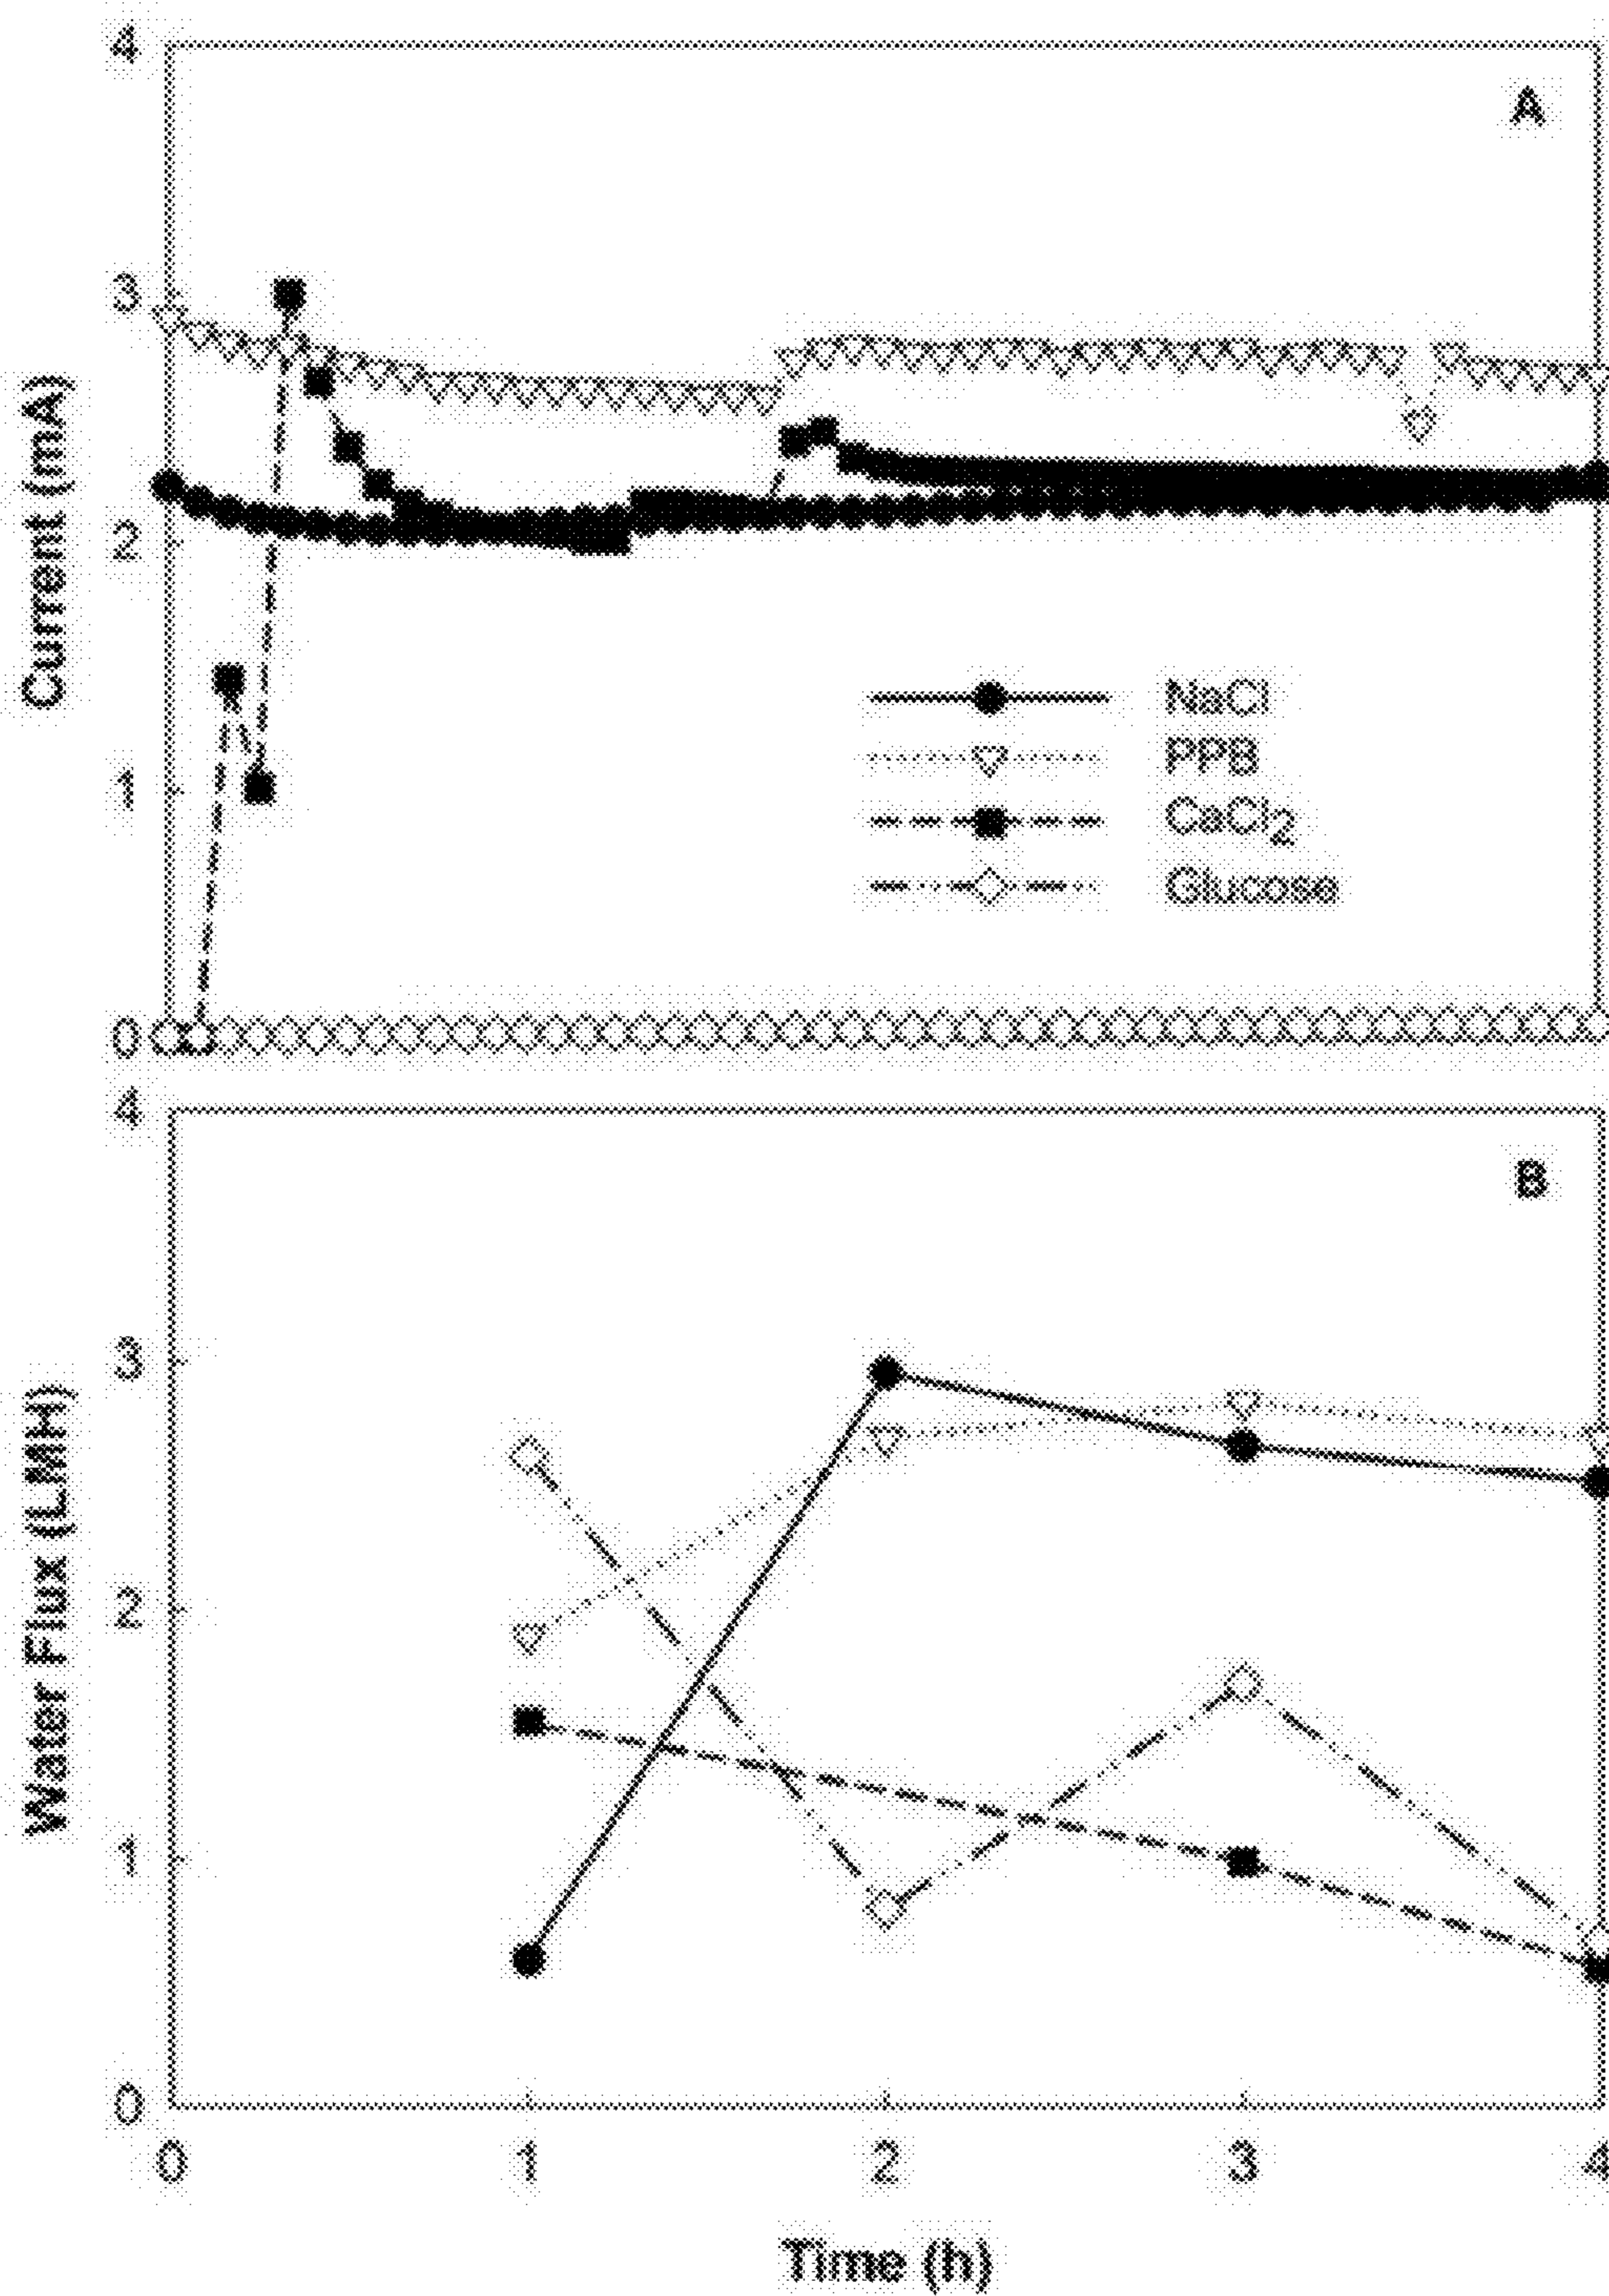 4
A
3
Current (mA)
2
NaCl
PPB
1
CaCl2
Glucose
0
4
B
3
Water Flux (LMH)
2
1
0
0 1 2 3 4
Time (h)